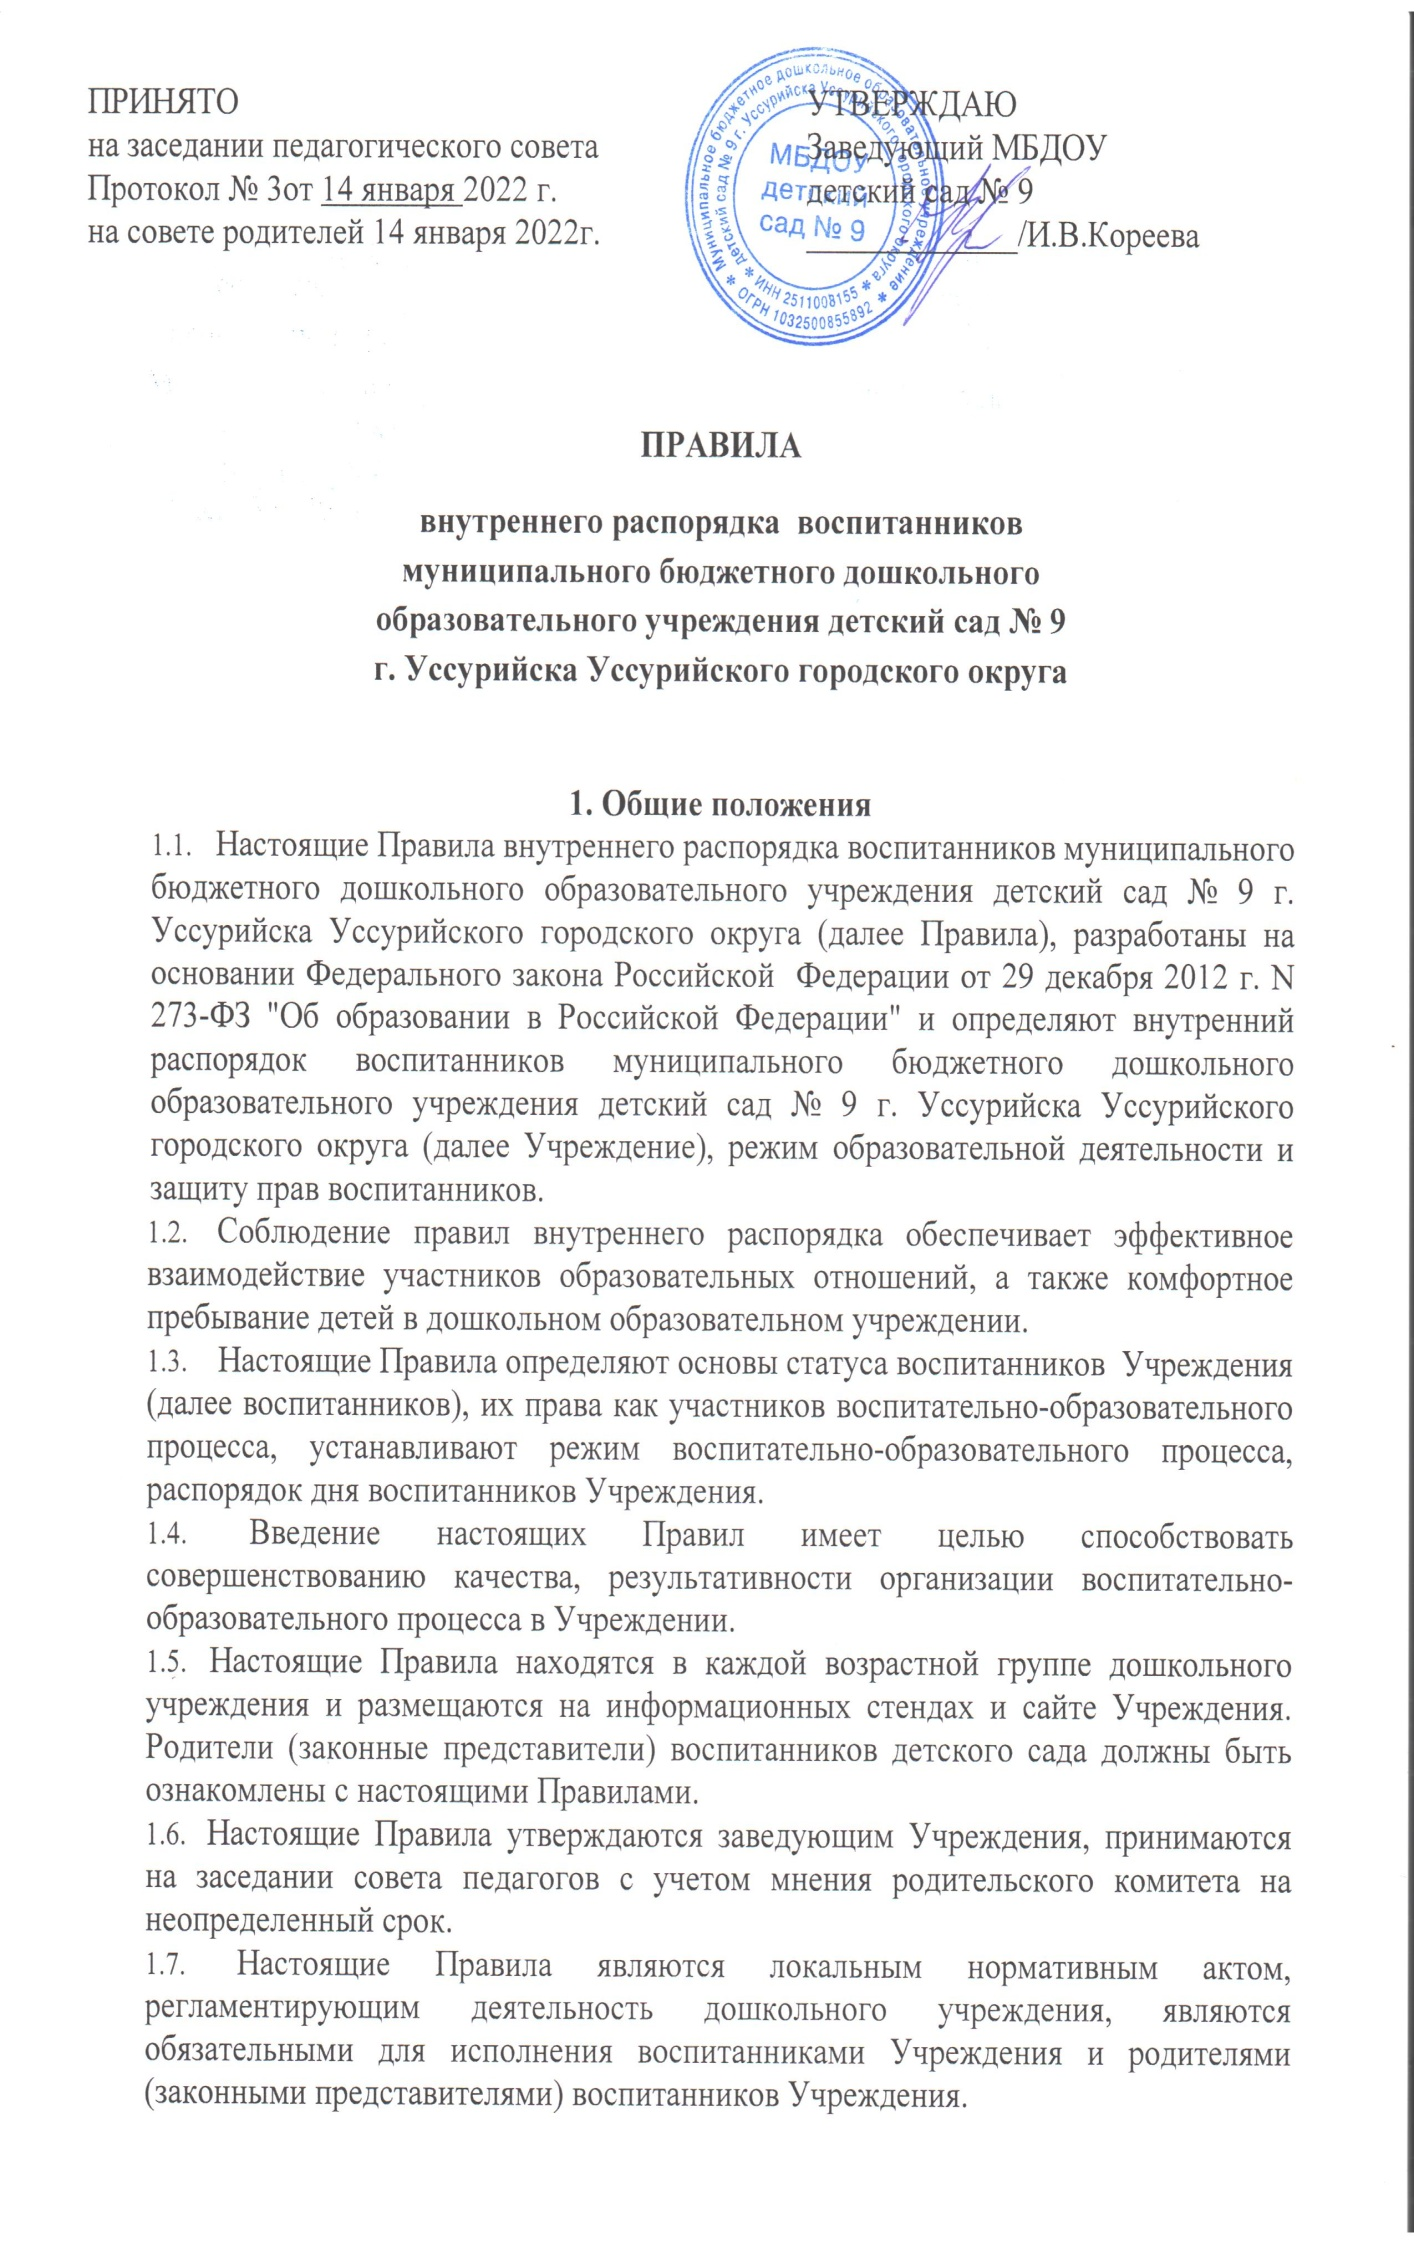 ПРИНЯТО
на заседании педагогического совета
Протокол № 3от 14 января 2022 г.
на совете родителей 14 января 2022г.
УТВЕРЖДАЮ
Заведующий МБДОУ
детский сад № 9
/И.В.Кореева
Муниципальное бюджетное дошкольное образовательное учреждение
детский сад № 9 г. Уссурийска Уссурийского городского округа
МБДОУ
детский
сад № 9
* ИНН 2511008155 *
* ОГРН 1032500855892 *
ПРАВИЛА
внутреннего распорядка воспитанников
муниципального бюджетного дошкольного
образовательного учреждения детский сад № 9
г. Уссурийска Уссурийского городского округа
1. Общие положения
1.1. Настоящие Правила внутреннего распорядка воспитанников муниципального
бюджетного дошкольного образовательного учреждения детский сад № 9 г.
Уссурийска Уссурийского городского округа (далее Правила), разработаны на
основании Федерального закона Российской Федерации от 29 декабря 2012 г. N
273-ФЗ "Об образовании в Российской Федерации" и определяют внутренний
распорядок воспитанников муниципального бюджетного дошкольного
образовательного учреждения детский сад № 9 г. Уссурийска Уссурийского
городского округа (далее Учреждение), режим образовательной деятельности и
защиту прав воспитанников.
1.2. Соблюдение правил внутреннего распорядка обеспечивает эффективное
взаимодействие участников образовательных отношений, а также комфортное
пребывание детей в дошкольном образовательном учреждении.
1.3. Настоящие Правила определяют основы статуса воспитанников Учреждения
(далее воспитанников), их права как участников воспитательно-образовательного
процесса, устанавливают режим воспитательно-образовательного процесса,
распорядок дня воспитанников Учреждения.
1.4. Введение настоящих Правил имеет целью способствовать
совершенствованию качества, результативности организации воспитательно-
образовательного процесса в Учреждении.
1.5. Настоящие Правила находятся в каждой возрастной группе дошкольного
учреждения и размещаются на информационных стендах и сайте Учреждения.
Родители (законные представители) воспитанников детского сада должны быть
ознакомлены с настоящими Правилами.
1.6. Настоящие Правила утверждаются заведующим Учреждения, принимаются
на заседании совета педагогов с учетом мнения родительского комитета на
неопределенный срок.
1.7. Настоящие Правила являются локальным нормативным актом,
регламентирующим деятельность дошкольного учреждения, являются
обязательными для исполнения воспитанниками Учреждения и родителями
(законными представителями) воспитанников Учреждения.